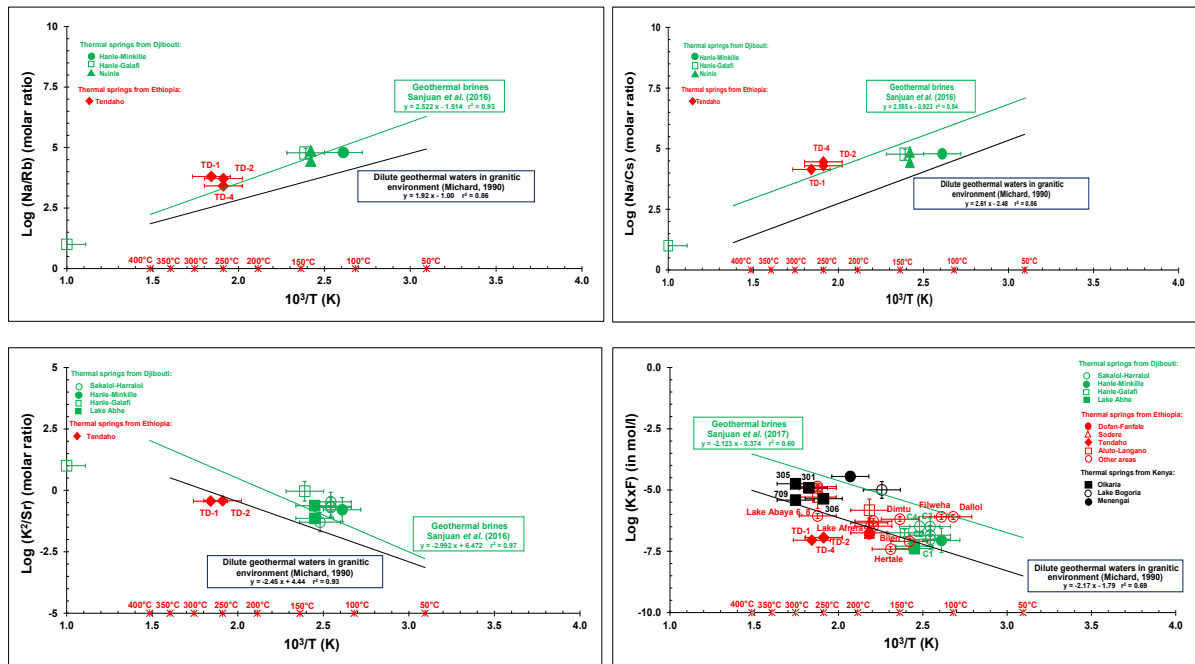 10
7.5
5
2.5
0
Log (Na/Rb) (molar ratio)
Thermal springs from Djibouti:
Hanle-Minkille
Hanle-Galafi
Thermal springs from Ethiopia:
Tendaho
Geothermal brines
Sanjuan et al. (2016)
y = 2.522 x - 1.514 r² = 0.93
TD-1
TD-2
TD-4
Dilute geothermal waters in granitic
environment (Michard, 1990)
y = 1.92 x - 1.00 r² = 0.86
400°C 350°C 300°C 250°C 200°C 150°C 100°C 50°C
1.0 1.5 2.0 2.5 3.0 3.5 4.0
10³/T (K)
10
7.5
5
2.5
0
Log (Na/Cs) (molar ratio)
Thermal springs from Djibouti:
Hanle-Minkille
Hanle-Galafi
Thermal springs from Ethiopia:
Tendaho
Geothermal brines
Sanjuan et al. (2016)
y = 2.585 x - 0,923 r² = 0.84
TD-4
TD-2
TD-1
Dilute geothermal waters in granitic
environment (Michard, 1990)
y = 2.61 x - 2.48 r² = 0.86
400°C 350°C 300°C 250°C 200°C 150°C 100°C 50°C
1.0 1.5 2.0 2.5 3.0 3.5 4.0
10³/T (K)
5
2.5
0
-2.5
-5
Log (K²/Sr) (molar ratio)
Thermal springs from Djibouti:
Sakalol-Harralol
Hanle-Minkille
Hanle-Galafi
Lake Abhe
Thermal springs from Ethiopia:
Tendaho
TD-1
TD-2
Geothermal brines
Sanjuan et al. (2016)
y = -2.992 x + 6.472 r² = 0.97
Dilute geothermal waters in granitic
environment (Michard, 1990)
y = -2.45 x + 4.44 r² = 0.93
400°C 350°C 300°C 250°C 200°C 150°C 100°C 50°C
1.0 1.5 2.0 2.5 3.0 3.5 4.0
10³/T (K)
0.0
-2.5
-5.0
-7.5
-10.0
Log (KxF) (in mol/l)
Thermal springs from Djibouti:
Sakalol-Harralol
Hanle-Minkille
Hanle-Galafi
Lake Abhe
Thermal springs from Ethiopia:
Dofan-Fanfale
Sodere
Tendaho
Aluto-Langano
Other areas
Thermal springs from Kenya:
Olkaria
Lake Bogoria
Menengai
Geothermal brines
Sanjuan et al. (2017)
y = -2.123 x - 0.374 r² = 0.60
305
301
709
306
Lake Abaya 6, 8
Dimtu
Filweha
Dallol
Lake Afrera
TD-1
TD-2
TD-4
Bilen
Hertale
C1
Dilute geothermal waters in granitic
environment (Michard, 1990)
y = -2.17 x - 1.79 r² = 0.69
400°C 350°C 300°C 250°C 200°C 150°C 100°C 50°C
1.0 1.5 2.0 2.5 3.0 3.5 4.0
10³/T (K)